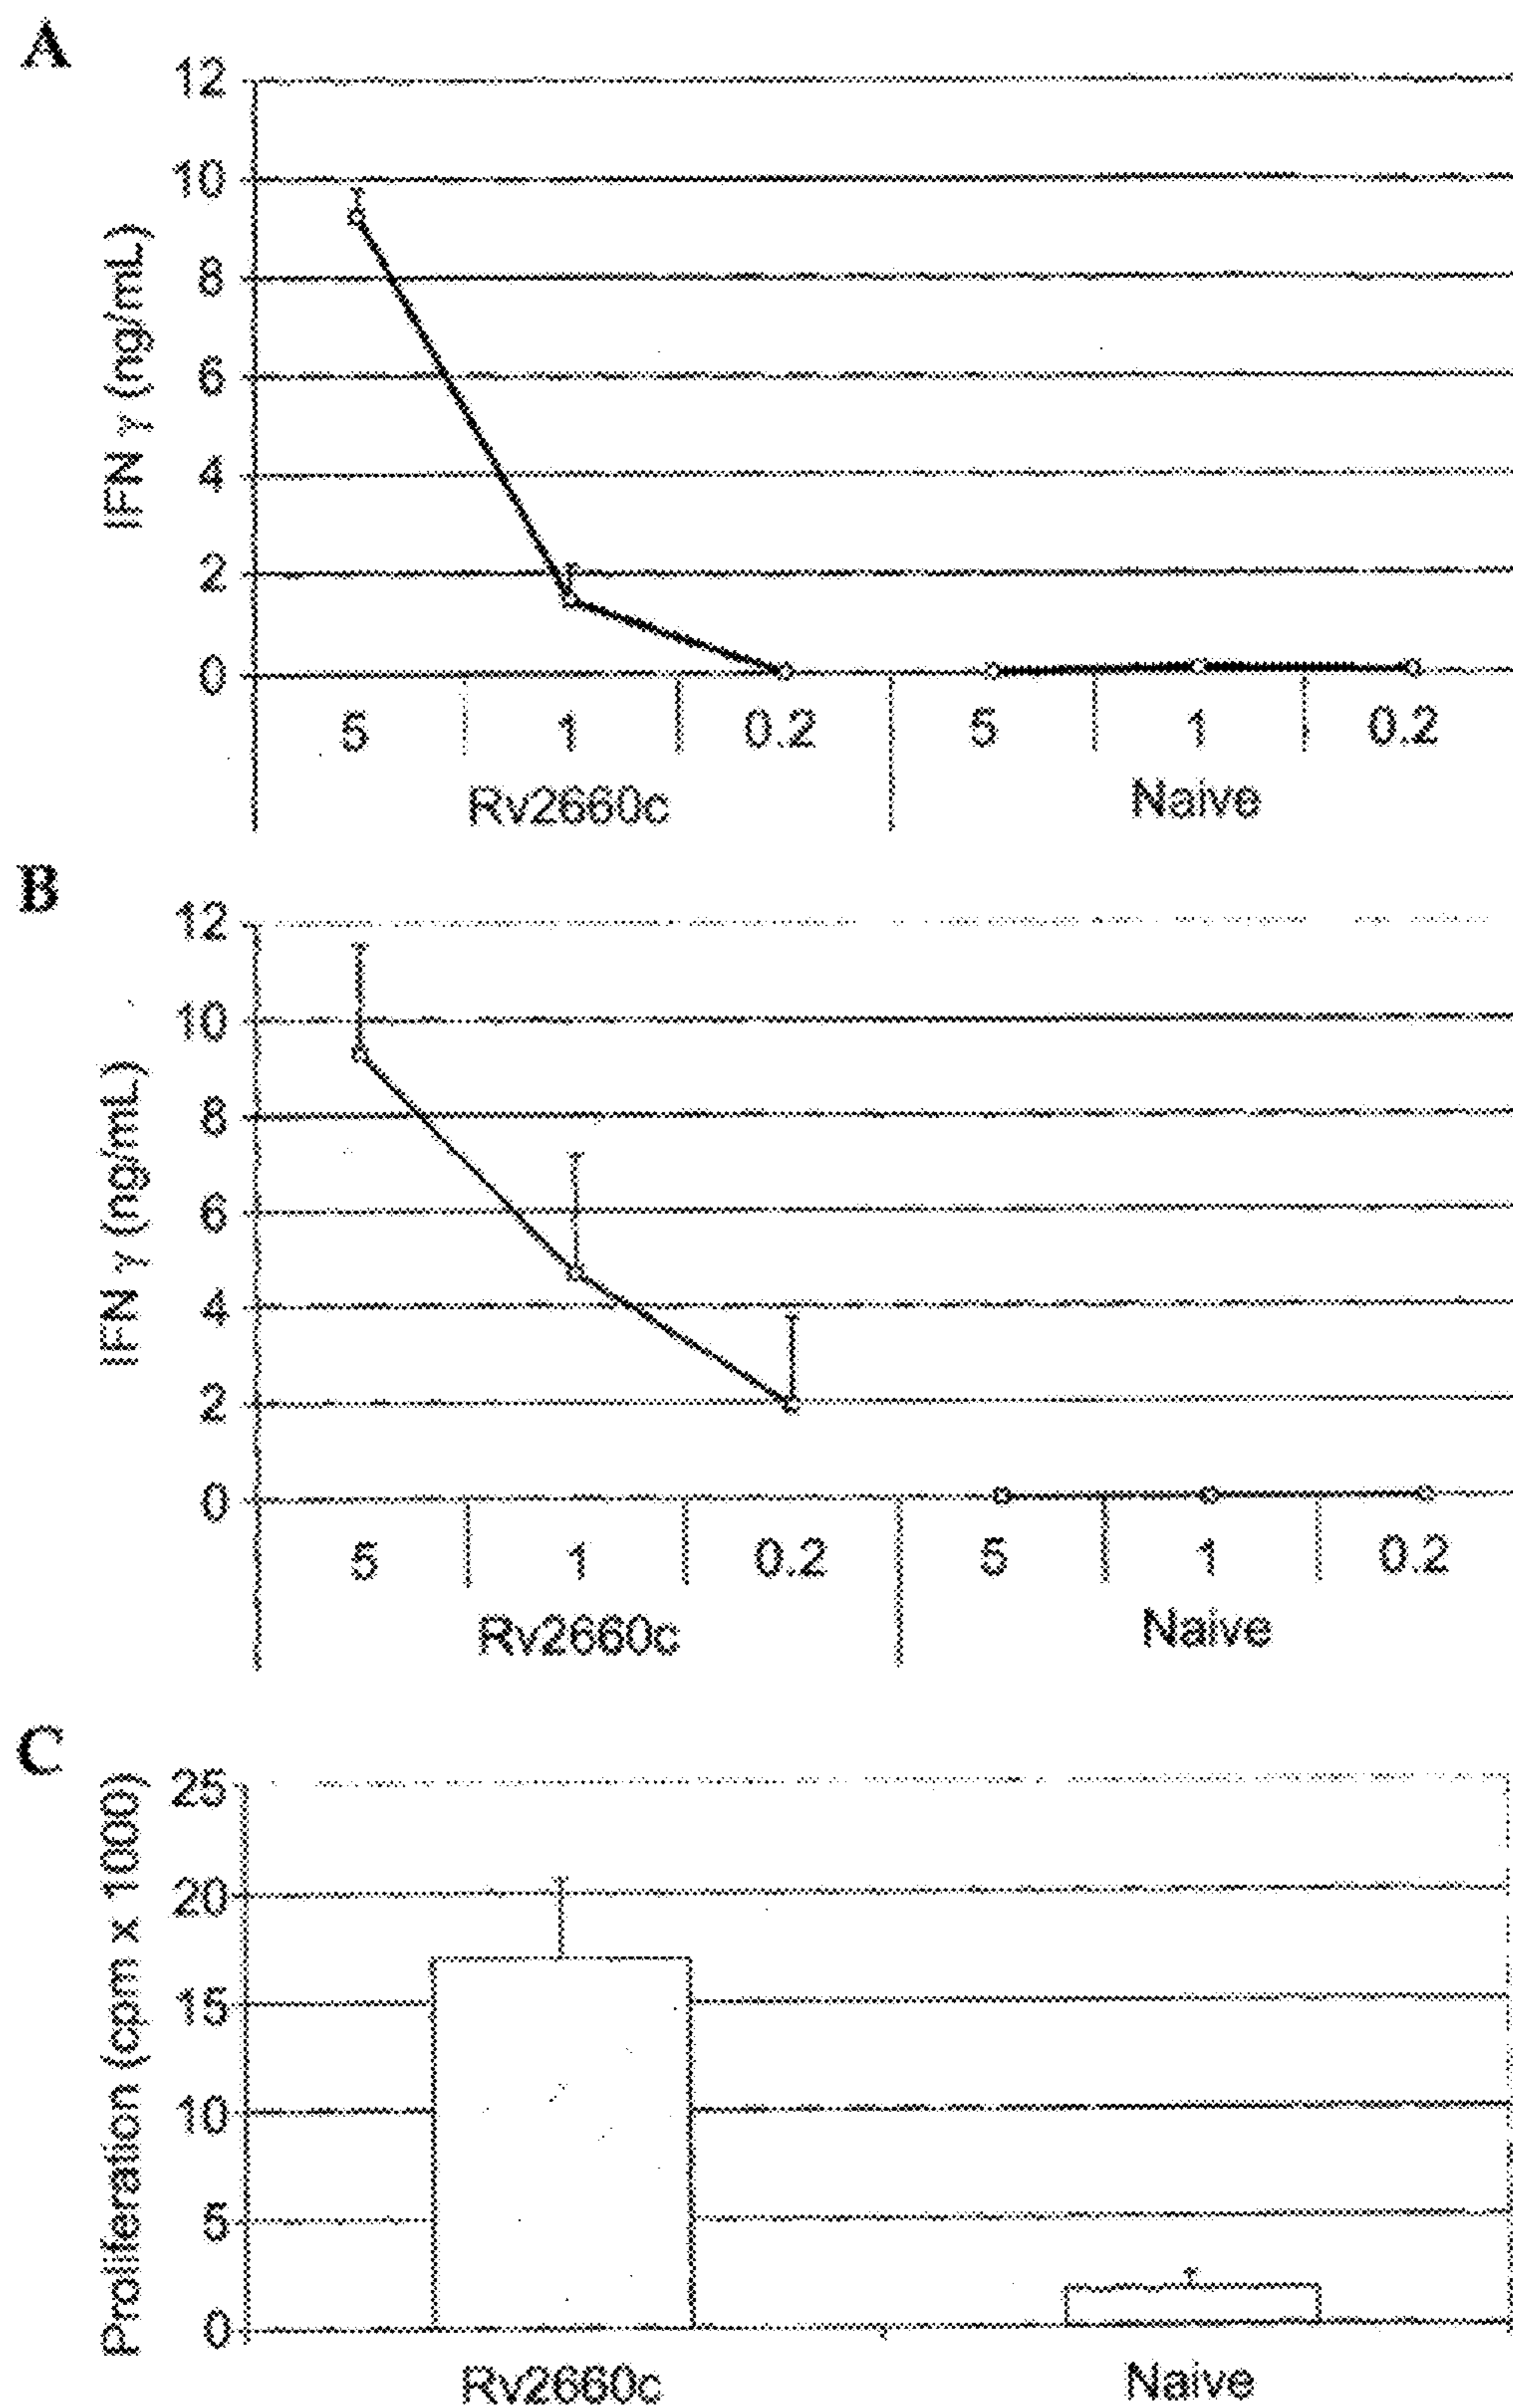 A
12
10
8
6
4
2
0
IFN γ (ng/mL)
5 1 0.2 5 1 0.2
Rv2660c Naive
B
12
10
8
6
4
2
0
IFN γ (ng/mL)
5 1 0.2 5 1 0.2
Rv2660c Naive
C
25
20
15
10
5
0
Proliferation (cpm x 1000)
Rv2660c Naive